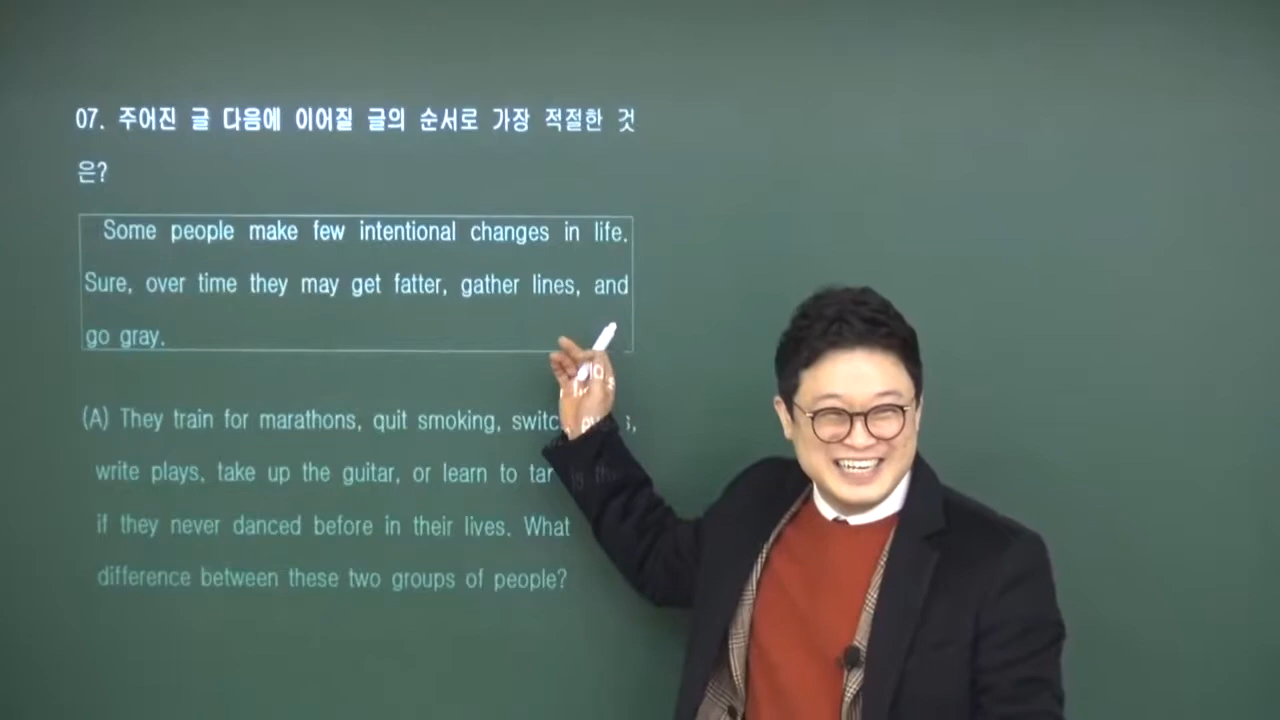 07. 주어진 글 다음에 이어질 글의 순서로 가장 적절한 것
은?
Some people make few intentional changes in life.
Sure, over time they may get fatter, gather lines, and
go gray.
(A) They train for marathons, quit smoking,
write plays, take up the guitar, or learn to
if they never danced before in their lives. What
difference between these two groups of people?